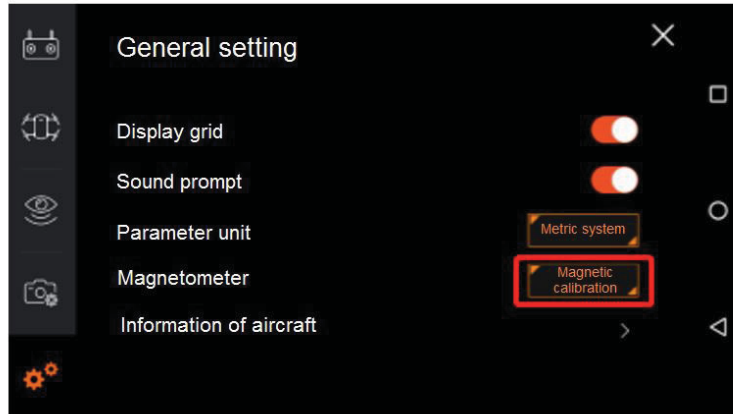 General setting
Display grid
Sound prompt
Parameter unit
Metric system
Magnetometer
Magnetic
calibration
Information of aircraft